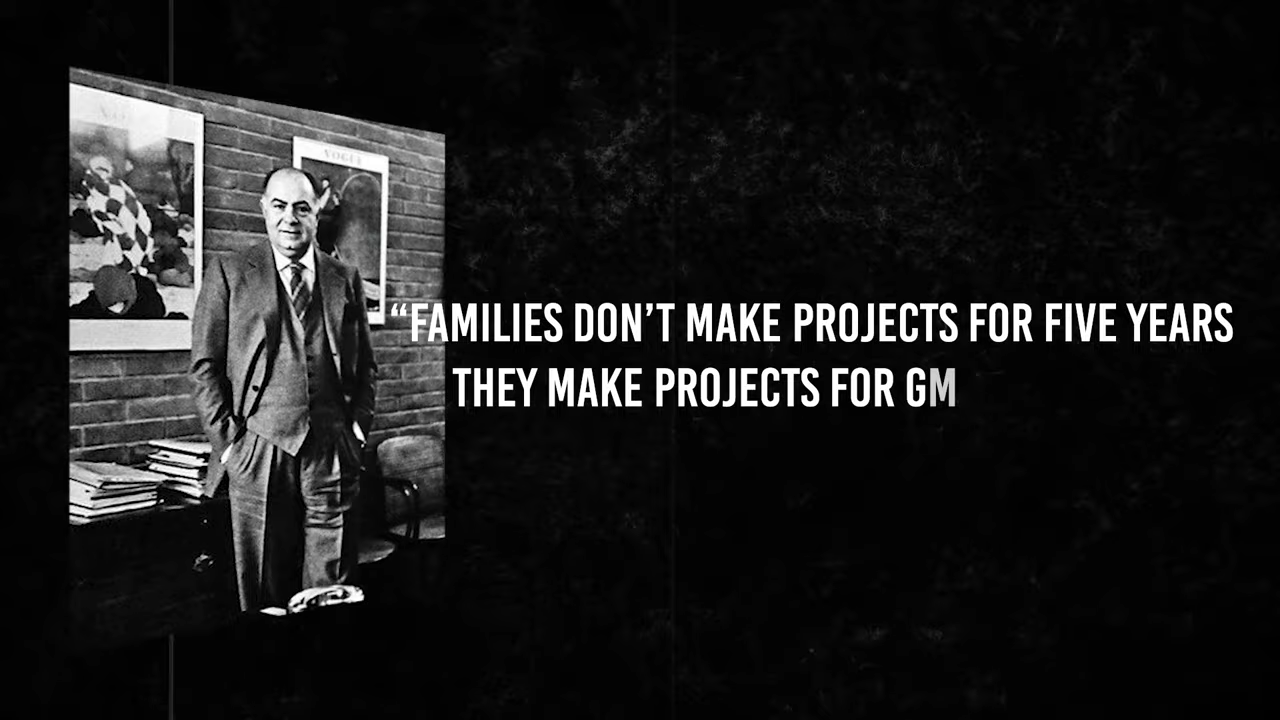 VOGUE
“FAMILIES DON’T MAKE PROJECTS FOR FIVE YEARS
THEY MAKE PROJECTS FOR GM